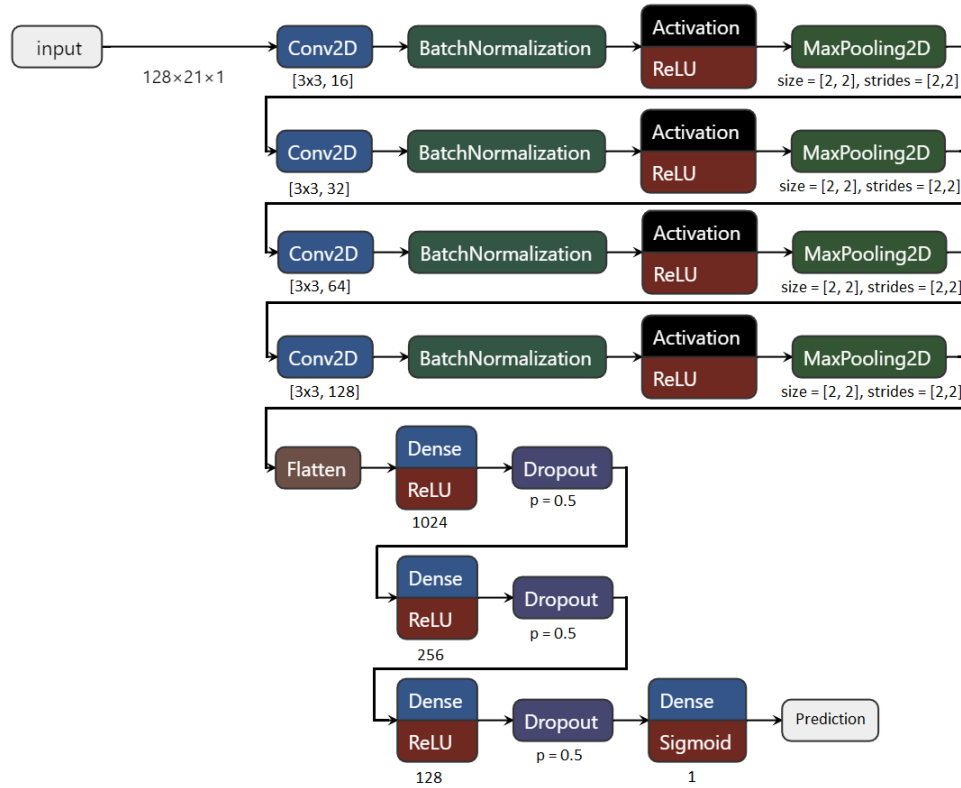 input
128×21×1
Conv2D
[3x3, 16]
BatchNormalization
Activation
ReLU
MaxPooling2D
size = [2, 2], strides = [2,2]
Conv2D
[3x3, 32]
BatchNormalization
Activation
ReLU
MaxPooling2D
size = [2, 2], strides = [2,2]
Conv2D
[3x3, 64]
BatchNormalization
Activation
ReLU
MaxPooling2D
size = [2, 2], strides = [2,2]
Conv2D
[3x3, 128]
BatchNormalization
Activation
ReLU
MaxPooling2D
size = [2, 2], strides = [2,2]
Flatten
Dense
ReLU
1024
Dropout
p = 0.5
Dense
ReLU
256
Dropout
p = 0.5
Dense
ReLU
128
Dropout
p = 0.5
Dense
Sigmoid
1
Prediction